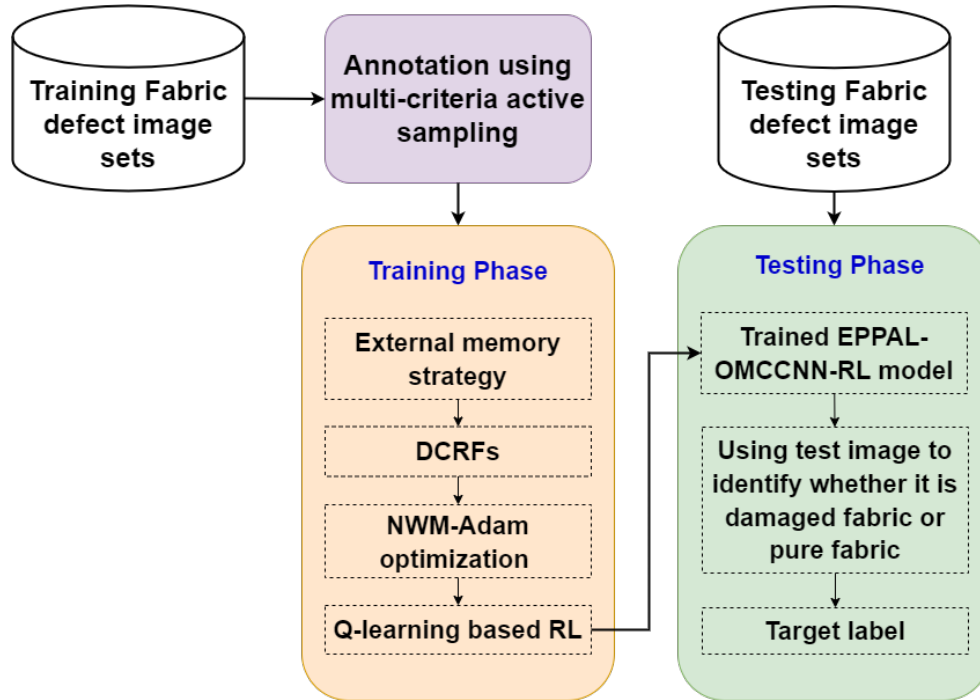 Training Fabric
defect image
sets
Annotation using
multi-criteria active
sampling
Testing Fabric
defect image
sets
Training Phase
External memory
strategy
DCRFs
NWM-Adam
optimization
Q-learning based RL
Testing Phase
Trained EPPAL-
OMCCNN-RL model
Using test image to
identify whether it is
damaged fabric or
pure fabric
Target label